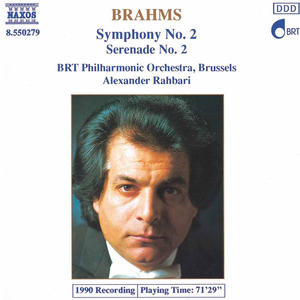 NAXOS
8.550279
BRAHMS
Symphony No. 2
Serenade No. 2
BRT Philharmonic Orchestra, Brussels
Alexander Rahbari
DDD
BRT
1990 Recording
Playing Time: 71'29"